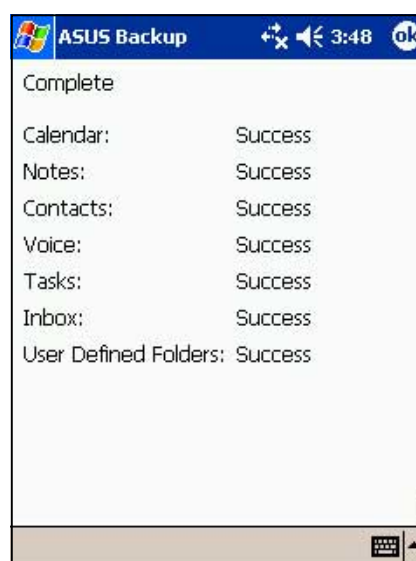 ASUS Backup 3:48 ok
Complete
Calendar: Success
Notes: Success
Contacts: Success
Voice: Success
Tasks: Success
Inbox: Success
User Defined Folders: Success